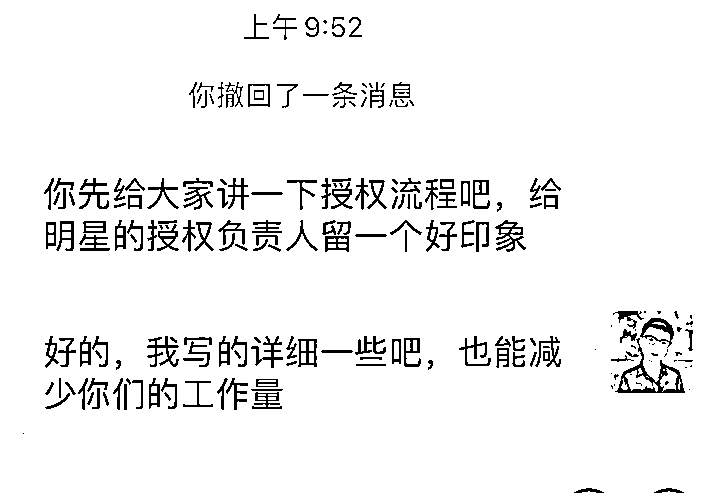 上午 9:52
你撤回了一条消息
你先给大家讲一下授权流程吧，给
明星的授权负责人留一个好印象
好的，我写的详细一些吧，也能减
少你们的工作量